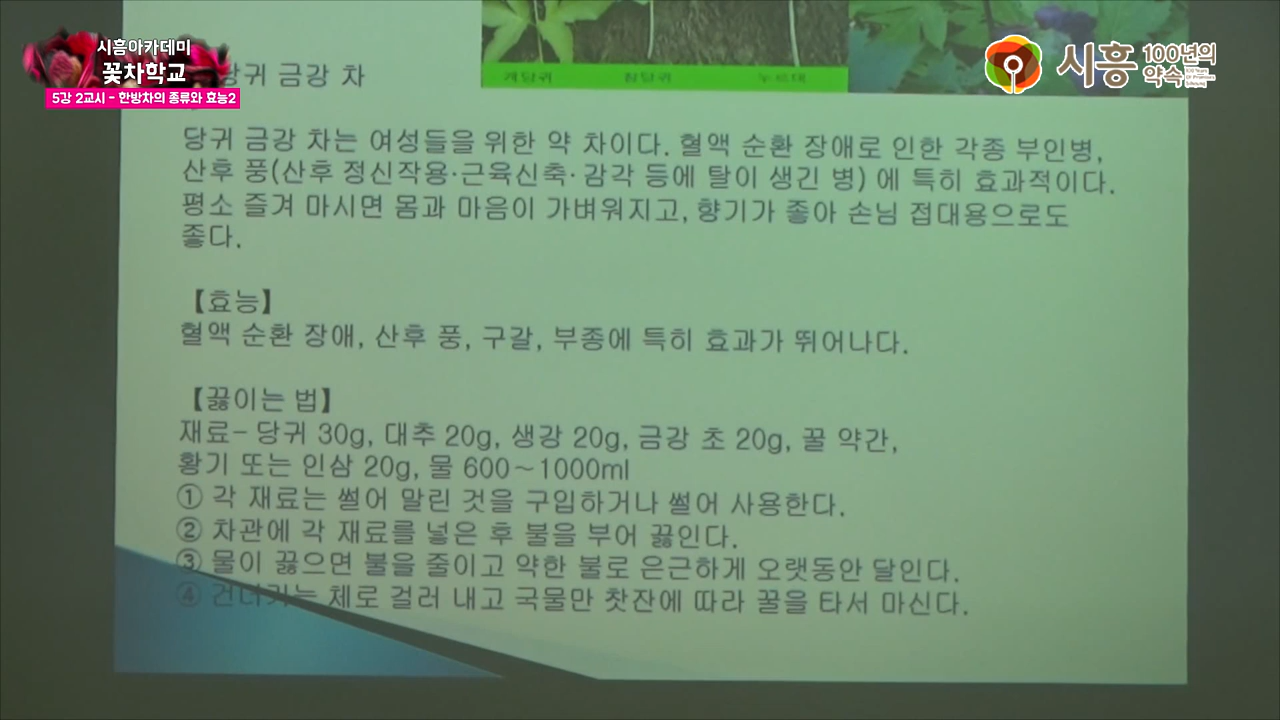 시흥아카데미
꽃차학교
5강 2교시 - 한방차의 종류와 효능2
시흥 100년의 약속
개당귀 참당귀 누르대
당귀 금강 차
당귀 금강 차는 여성들을 위한 약 차이다. 혈액 순환 장애로 인한 각종 부인병,
산후 풍(산후 정신작용·근육신축·감각 등에 탈이 생긴 병) 에 특히 효과적이다.
평소 즐겨 마시면 몸과 마음이 가벼워지고, 향기가 좋아 손님 접대용으로도
좋다.
【효능】
혈액 순환 장애, 산후 풍, 구갈, 부종에 특히 효과가 뛰어나다.
【끓이는 법】
재료- 당귀 30g, 대추 20g, 생강 20g, 금강 초 20g, 꿀 약간,
황기 또는 인삼 20g, 물 600~1000ml
① 각 재료는 썰어 말린 것을 구입하거나 썰어 사용한다.
② 차관에 각 재료를 넣은 후 불을 부어 끓인다.
③ 물이 끓으면 불을 줄이고 약한 불로 은근하게 오랫동안 달인다.
④ 건더기는 체로 걸러 내고 국물만 찻잔에 따라 꿀을 타서 마신다.